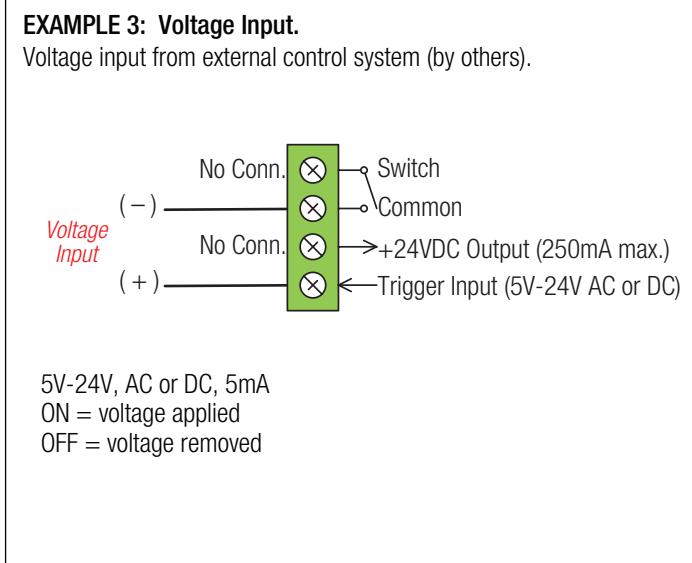 EXAMPLE 3: Voltage Input.
Voltage input from external control system (by others).
No Conn. Switch
(−) Common
Voltage
Input
No Conn. +24VDC Output (250mA max.)
(+) Trigger Input (5V-24V AC or DC)
5V-24V, AC or DC, 5mA
ON = voltage applied
OFF = voltage removed